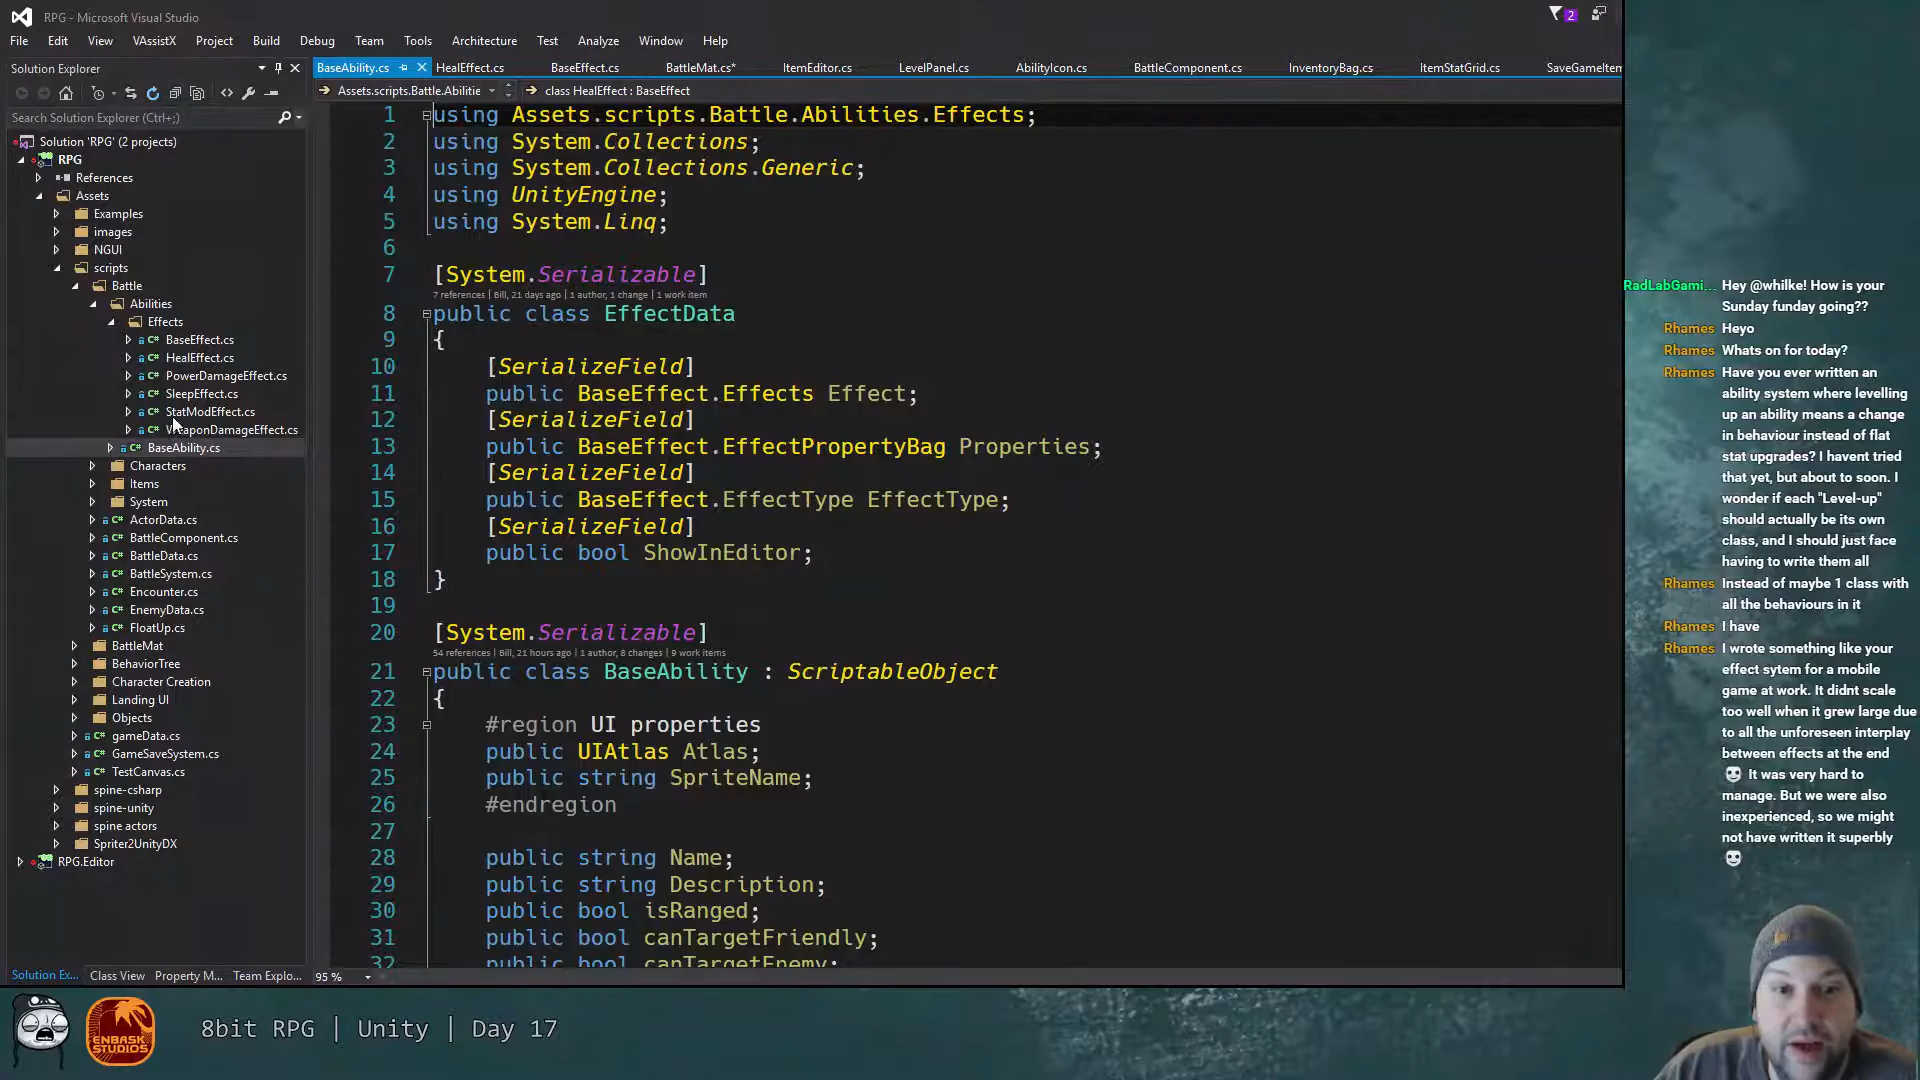 RPG - Microsoft Visual Studio
2
File Edit View VAssistX Project Build Debug Team Tools Architecture Test Analyze Window Help
Solution Explorer
BaseAbility.cs HealEffect.cs BaseEffect.cs BattleMat.cs* ItemEditor.cs LevelPanel.cs AbilityIcon.cs BattleComponent.cs InventoryBag.cs ItemStatGrid.cs SaveGameItem
Assets.scripts.Battle.Abilitie class HealEffect : BaseEffect
Search Solution Explorer (Ctrl+;)
Solution 'RPG' (2 projects)
RPG
References
Assets
Examples
images
NGUI
scripts
Battle
Abilities
Effects
BaseEffect.cs
HealEffect.cs
PowerDamageEffect.cs
SleepEffect.cs
StatModEffect.cs
WeaponDamageEffect.cs
BaseAbility.cs
Characters
Items
System
ActorData.cs
BattleComponent.cs
BattleData.cs
BattleSystem.cs
Encounter.cs
EnemyData.cs
FloatUp.cs
BattleMat
BehaviorTree
Character Creation
Landing UI
Objects
gameData.cs
GameSaveSystem.cs
TestCanvas.cs
spine-csharp
spine-unity
spine actors
Spriter2UnityDX
RPG.Editor
Solution Ex... Class View Property M... Team Explo...
1 using Assets.scripts.Battle.Abilities.Effects;
2 using System.Collections;
3 using System.Collections.Generic;
4 using UnityEngine;
5 using System.Linq;
6
7 [System.Serializable]
7 references | Bill, 21 days ago | 1 author, 1 change | 1 work item
8 public class EffectData
9 {
10 [SerializeField]
11 public BaseEffect.Effects Effect;
12 [SerializeField]
13 public BaseEffect.EffectPropertyBag Properties;
14 [SerializeField]
15 public BaseEffect.EffectType EffectType;
16 [SerializeField]
17 public bool ShowInEditor;
18 }
19
20 [System.Serializable]
54 references | Bill, 21 hours ago | 1 author, 8 changes | 9 work items
21 public class BaseAbility : ScriptableObject
22 {
23 #region UI properties
24 public UIAtlas Atlas;
25 public string SpriteName;
26 #endregion
27
28 public string Name;
29 public string Description;
30 public bool isRanged;
31 public bool canTargetFriendly;
32 public bool canTargetEnemy;
95 %
RadLabGami... Hey @whilke! How is your
Sunday funday going??
Rhames Heyo
Rhames Whats on for today?
Rhames Have you ever written an
ability system where levelling
up an ability means a change
in behaviour instead of flat
stat upgrades? I havent tried
that yet, but about to soon. I
wonder if each "Level-up"
should actually be its own
class, and I should just face
having to write them all
Rhames Instead of maybe 1 class with
all the behaviours in it
Rhames I have
Rhames I wrote something like your
effect sytem for a mobile
game at work. It didnt scale
too well when it grew large due
to all the unforeseen interplay
between effects at the end
It was very hard to
manage. But we were also
inexperienced, so we might
not have written it superbly
ENBASK
STUDIOS
8bit RPG | Unity | Day 17